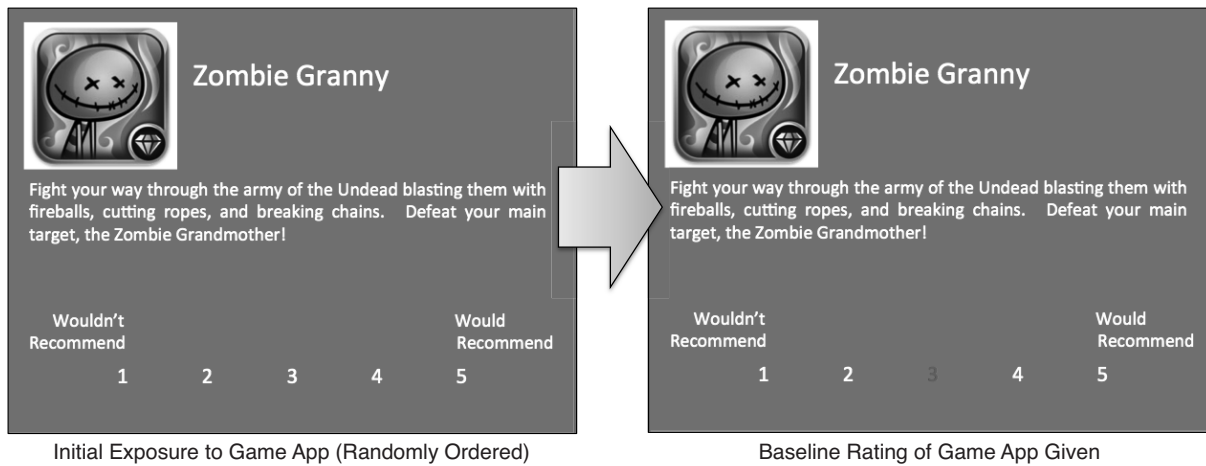 Zombie Granny
Fight your way through the army of the Undead blasting them with
fireballs, cutting ropes, and breaking chains. Defeat your main
target, the Zombie Grandmother!
Wouldn't Would
Recommend Recommend
1 2 3 4 5
Initial Exposure to Game App (Randomly Ordered)
Zombie Granny
Fight your way through the army of the Undead blasting them with
fireballs, cutting ropes, and breaking chains. Defeat your main
target, the Zombie Grandmother!
Wouldn't Would
Recommend Recommend
1 2 3 4 5
Baseline Rating of Game App Given